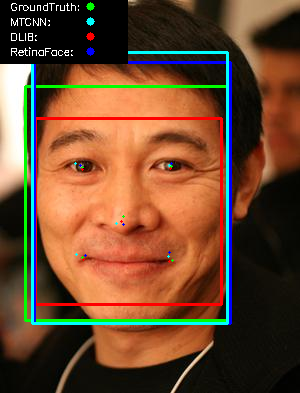 GroundTruth:
MTCNN:
DLIB:
RetinaFace: